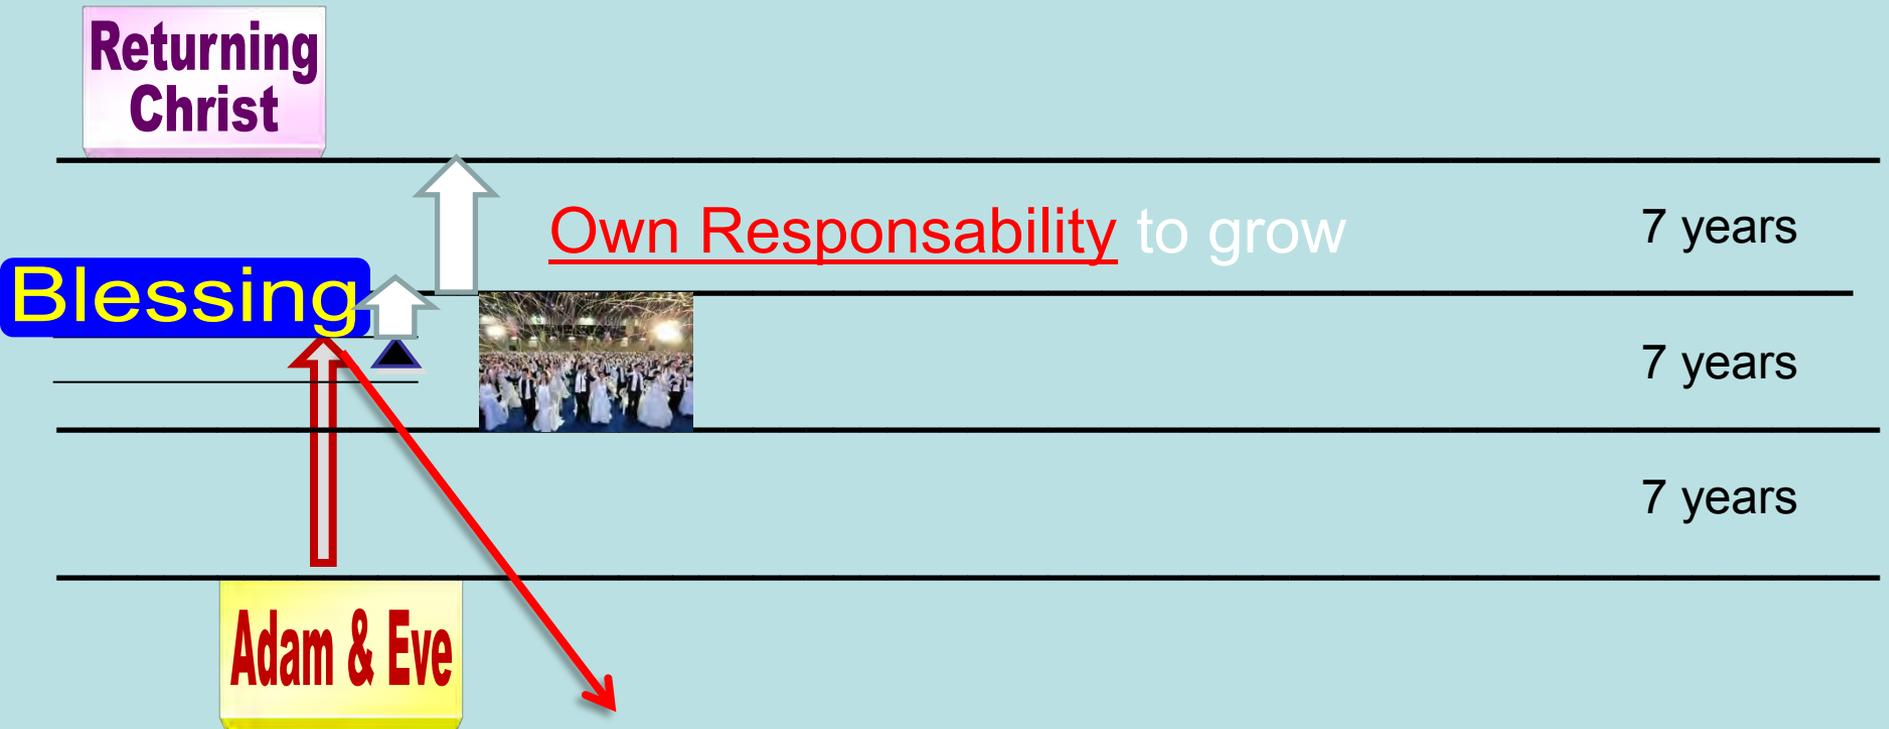 Returning
Christ
Own Responsability to grow
7 years
Blessing
7 years
7 years
Adam & Eve